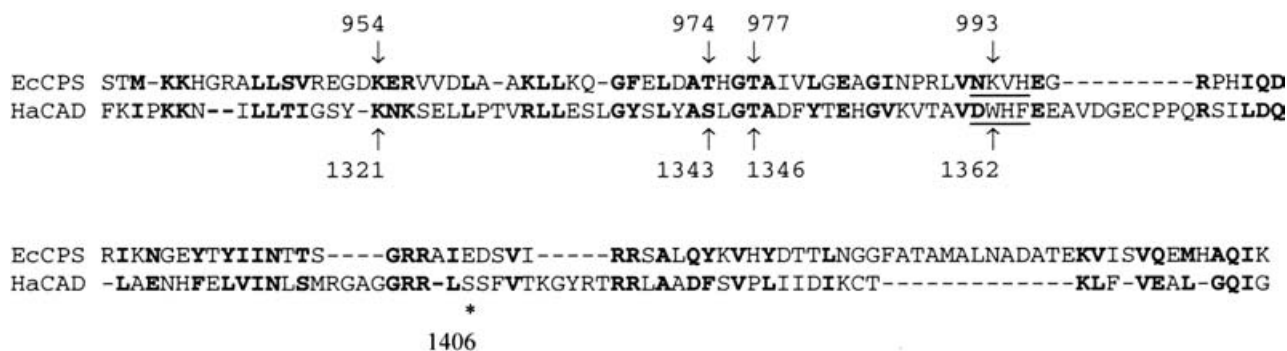 954 974 977 993
↓ ↓ ↓ ↓
EcCPS STM-KKHGRALLSVREGDKERVVDLA-AKLLKQ-GFELDATHGTAIVLGEAGINPRLVNKVHEG---------RPHIQD
HaCAD FKIPKKN--ILLTIGSY-KNKSELLPTVRLLESLGYSLYASLGTADFYTEHGVKVTAVDWHFEEAVDGECPPQRSILDQ
↑ ↑ ↑ ↑
1321 1343 1346 1362
EcCPS RIKNGEYTYIINTTS----GRRAIEDSVI-----RRSALQYKVHYDTTLNGGFATAMALNADATEKVISVQEMHAQIK
HaCAD -LAENHFELVINLSMRGAGGRR-LSSFVTKGYRTRRLAADFSVPLIIDIKCT-------------KLF-VEAL-GQIG
*
1406